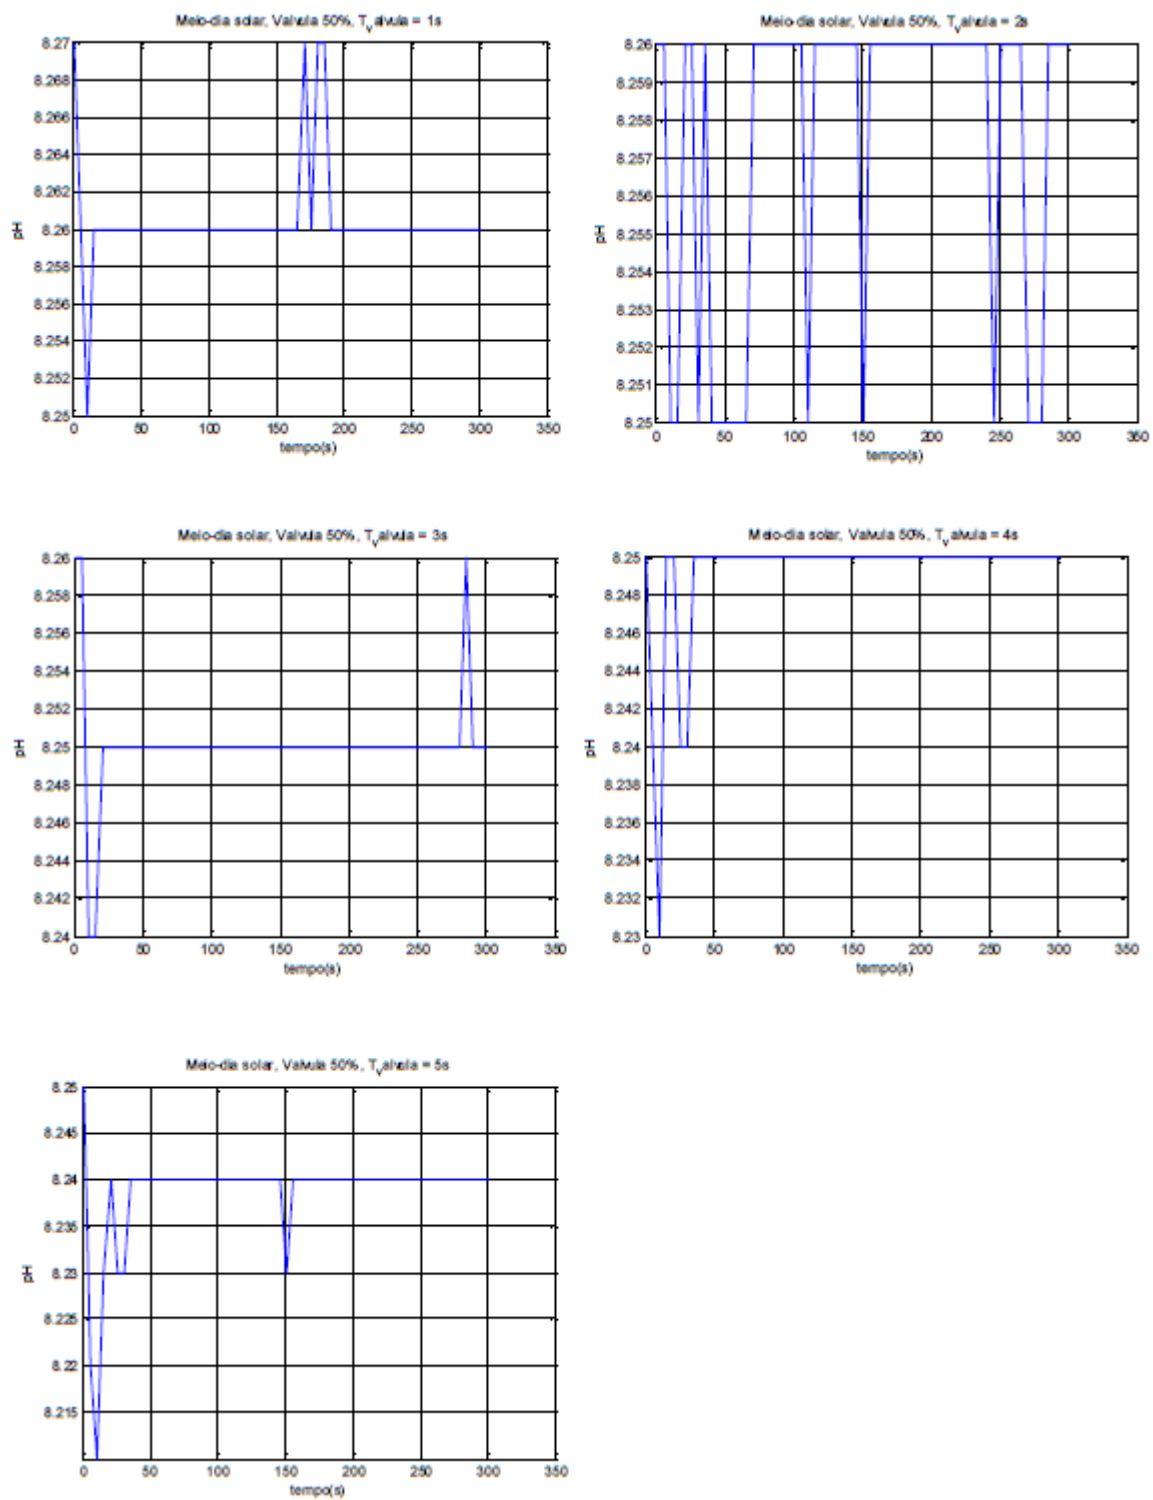 Meio-dia solar, Valvula 50%, Tvalvula = 1s
8.27
8.268
8.266
8.264
8.262
8.26
8.258
8.256
8.254
8.252
8.25
pH
0 50 100 150 200 250 300 350
tempo(s)
Meio-dia solar, Valvula 50%, Tvalvula = 2s
8.26
8.259
8.258
8.257
8.256
8.255
8.254
8.253
8.252
8.251
8.25
pH
0 50 100 150 200 250 300 350
tempo(s)
Meio-dia solar, Valvula 50%, Tvalvula = 3s
8.26
8.258
8.256
8.254
8.252
8.25
8.248
8.246
8.244
8.242
8.24
pH
0 50 100 150 200 250 300 350
tempo(s)
Meio-dia solar, Valvula 50%, Tvalvula = 4s
8.25
8.248
8.246
8.244
8.242
8.24
8.238
8.236
8.234
8.232
8.23
pH
0 50 100 150 200 250 300 350
tempo(s)
Meio-dia solar, Valvula 50%, Tvalvula = 5s
8.25
8.245
8.24
8.235
8.23
8.225
8.22
8.215
pH
0 50 100 150 200 250 300 350
tempo(s)